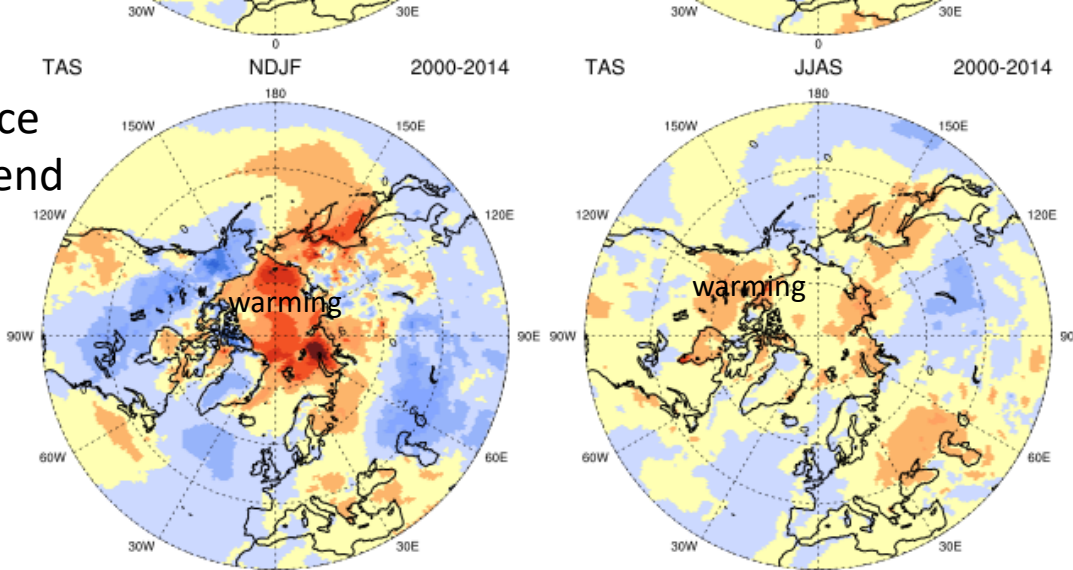 30W 30E 30W 30E
0 0
TAS NDJF 2000-2014 TAS JJAS 2000-2014
180 180
150W 150E 150W 150E
ce
end
120W 120E 120W 120E
warming warming
90W 90E 90W 90
60W 60E 60W 60E
30W 30E 30W 30E